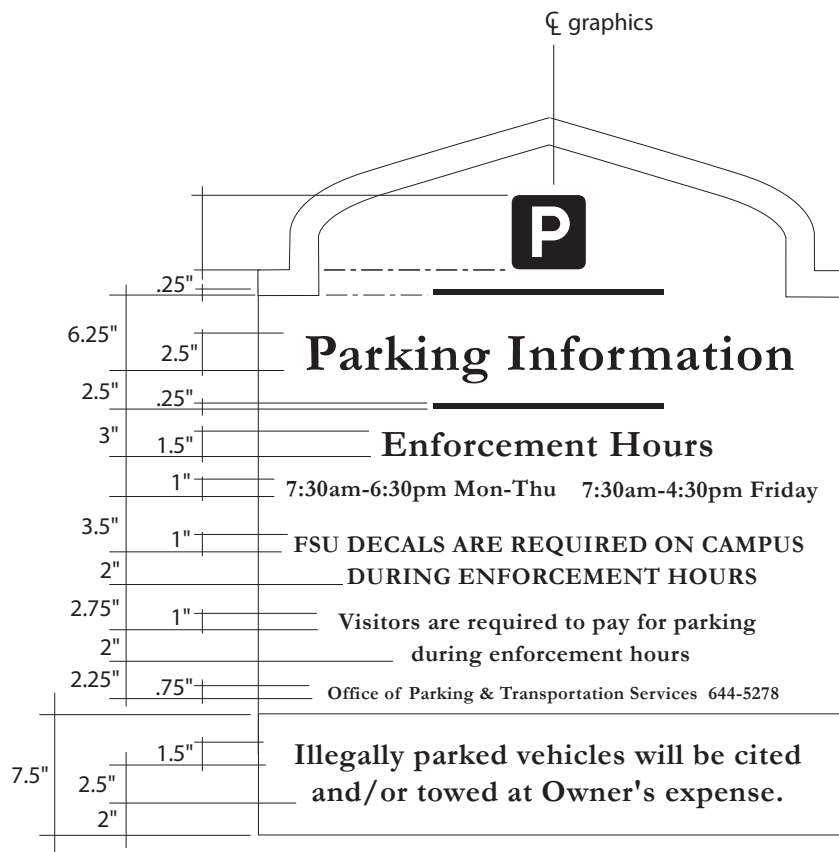 ℄ graphics
P
.25"
6.25"
2.5"
Parking Information
2.5"
.25"
3"
1.5"
Enforcement Hours
1"
7:30am-6:30pm Mon-Thu 7:30am-4:30pm Friday
3.5"
1"
FSU DECALS ARE REQUIRED ON CAMPUS
2"
DURING ENFORCEMENT HOURS
2.75"
1"
Visitors are required to pay for parking
2"
during enforcement hours
2.25"
.75"
Office of Parking & Transportation Services 644-5278
1.5"
Illegally parked vehicles will be cited
7.5"
2.5"
and/or towed at Owner's expense.
2"